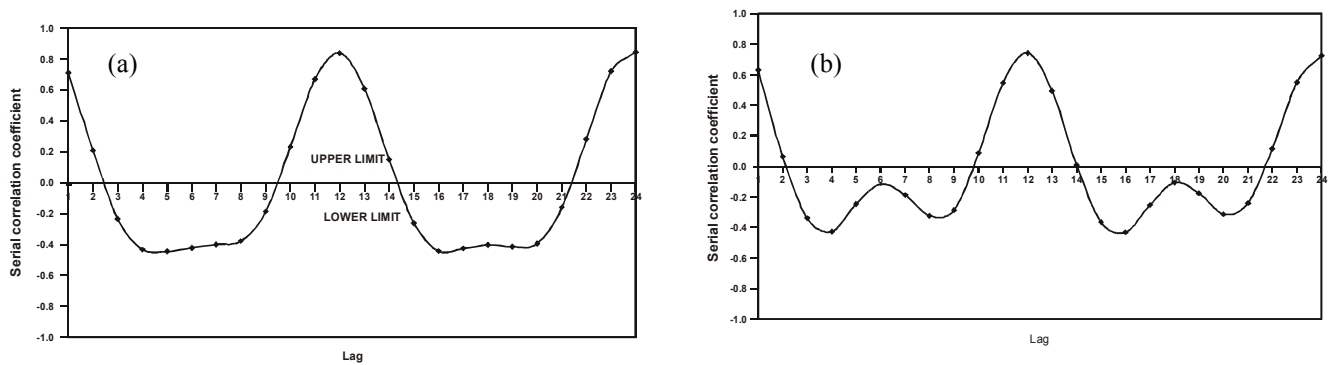 (a)
Serial correlation coefficient
1.0
0.8
0.6
0.4
0.2
0.0
-0.2
-0.4
-0.6
-0.8
-1.0
UPPER LIMIT
1 2 3 4 5 6 7 8 9 10 11 12 13 14 15 16 17 18 19 20 21 22 23 24
LOWER LIMIT
Lag
(b)
Serial correlation coefficient
1.0
0.8
0.6
0.4
0.2
0.0
-0.2
-0.4
-0.6
-0.8
-1.0
1 2 3 4 5 6 7 8 9 10 11 12 13 14 15 16 17 18 19 20 21 22 23 24
Lag